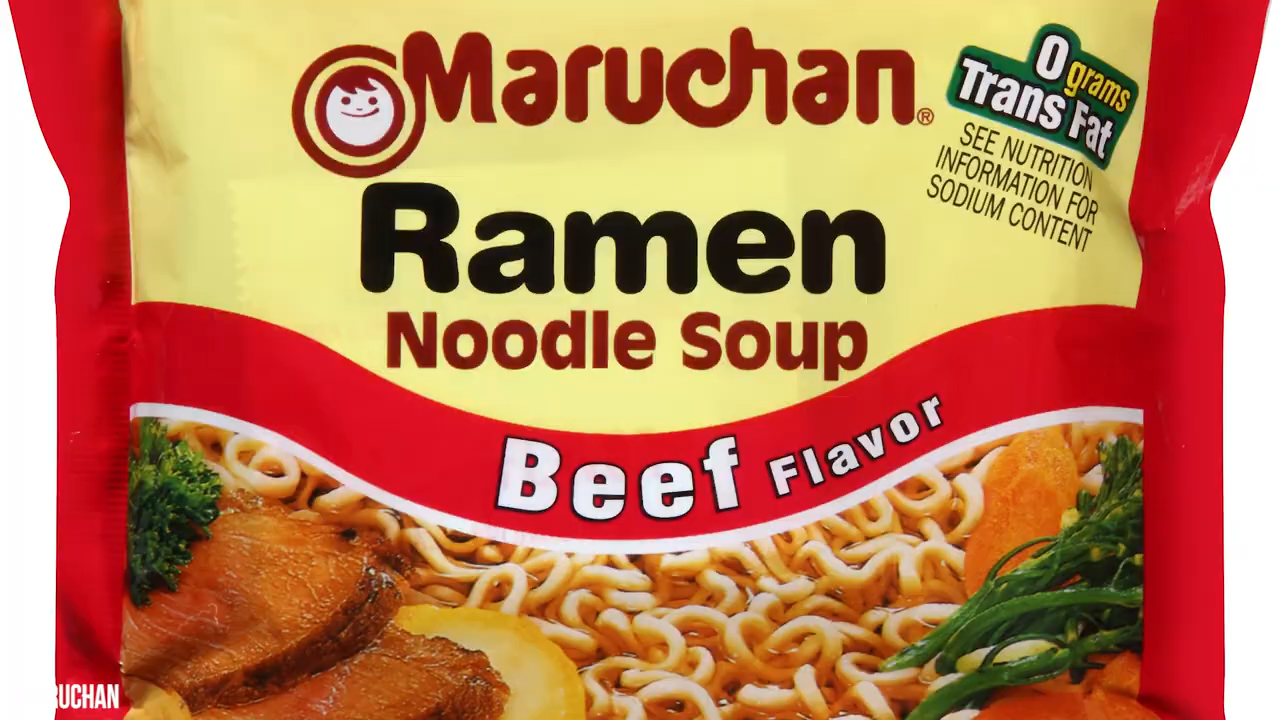 Maruchan®
0 grams
Trans Fat
SEE NUTRITION
INFORMATION FOR
SODIUM CONTENT
Ramen
Noodle Soup
Beef Flavor
RUCHAN